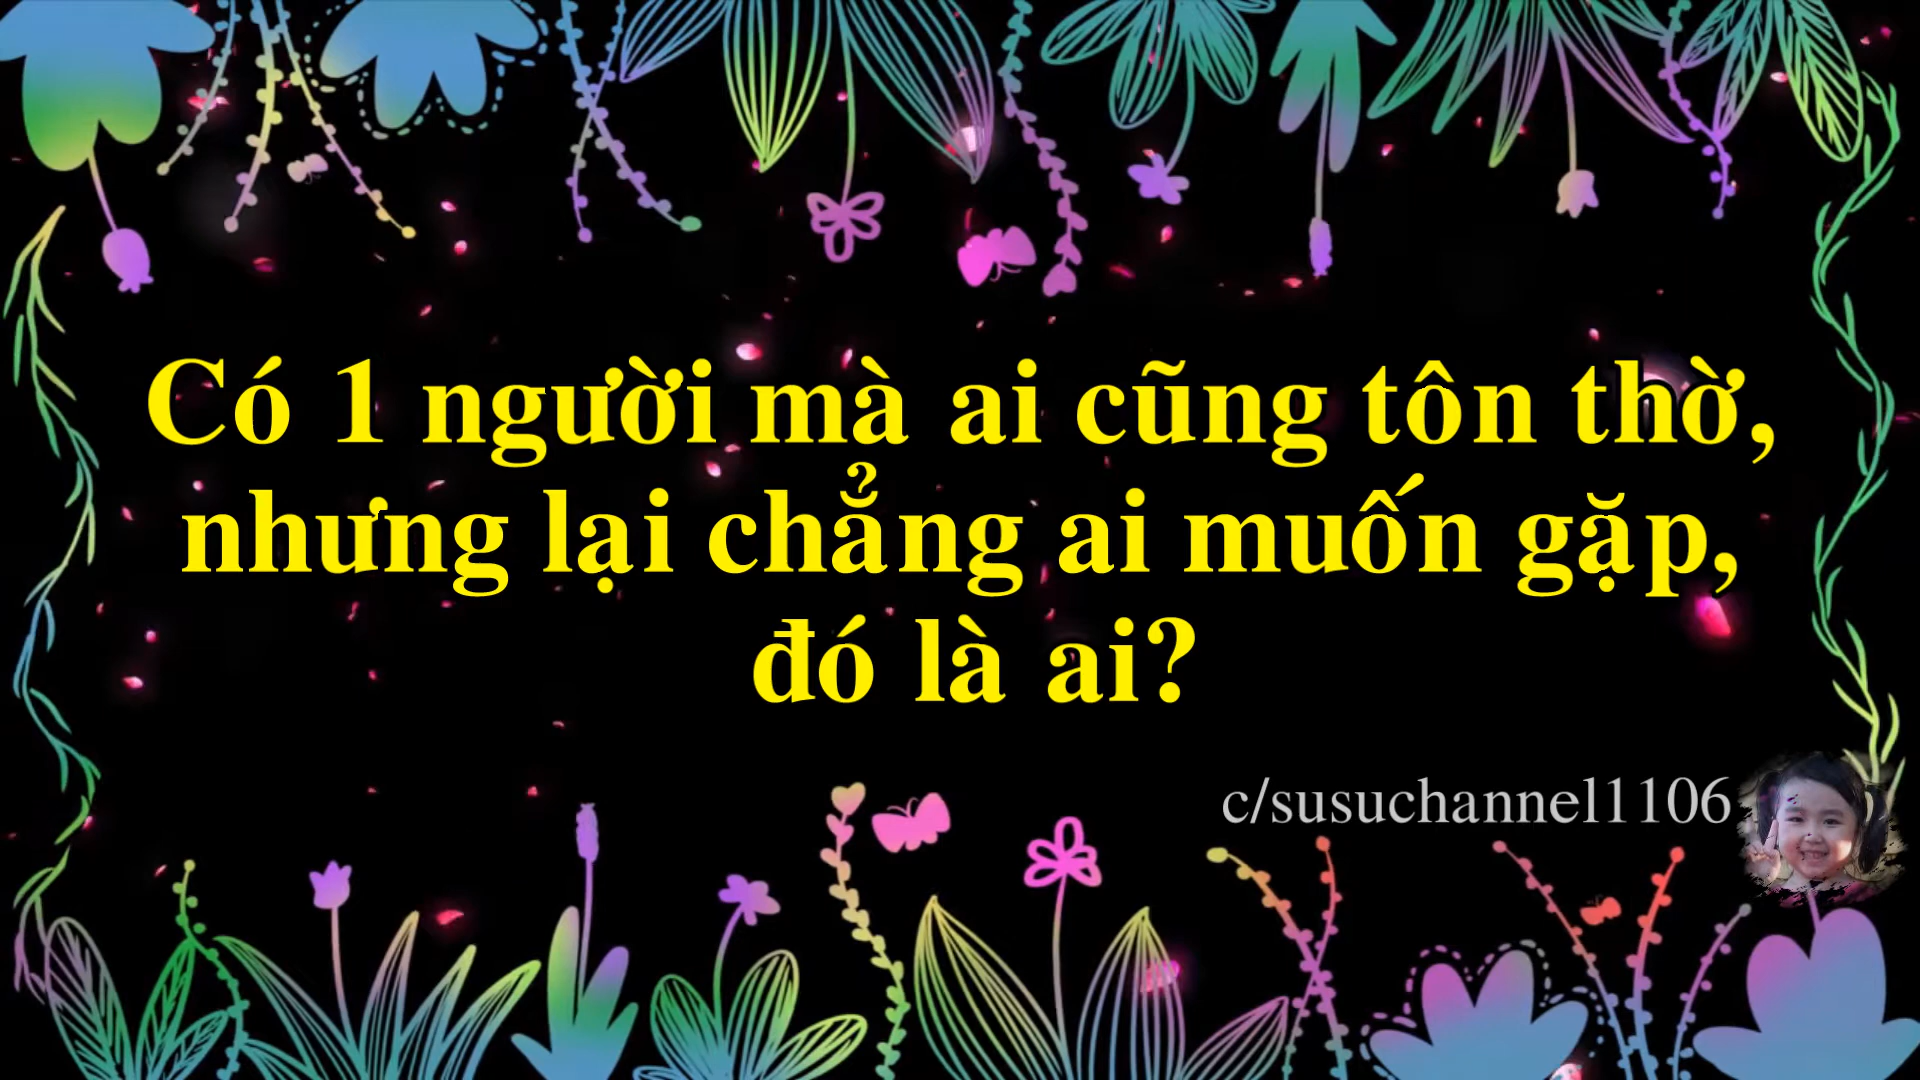 Có 1 người mà ai cũng tôn thờ,
nhưng lại chẳng ai muốn gặp,
đó là ai?
c/susuchannel1106